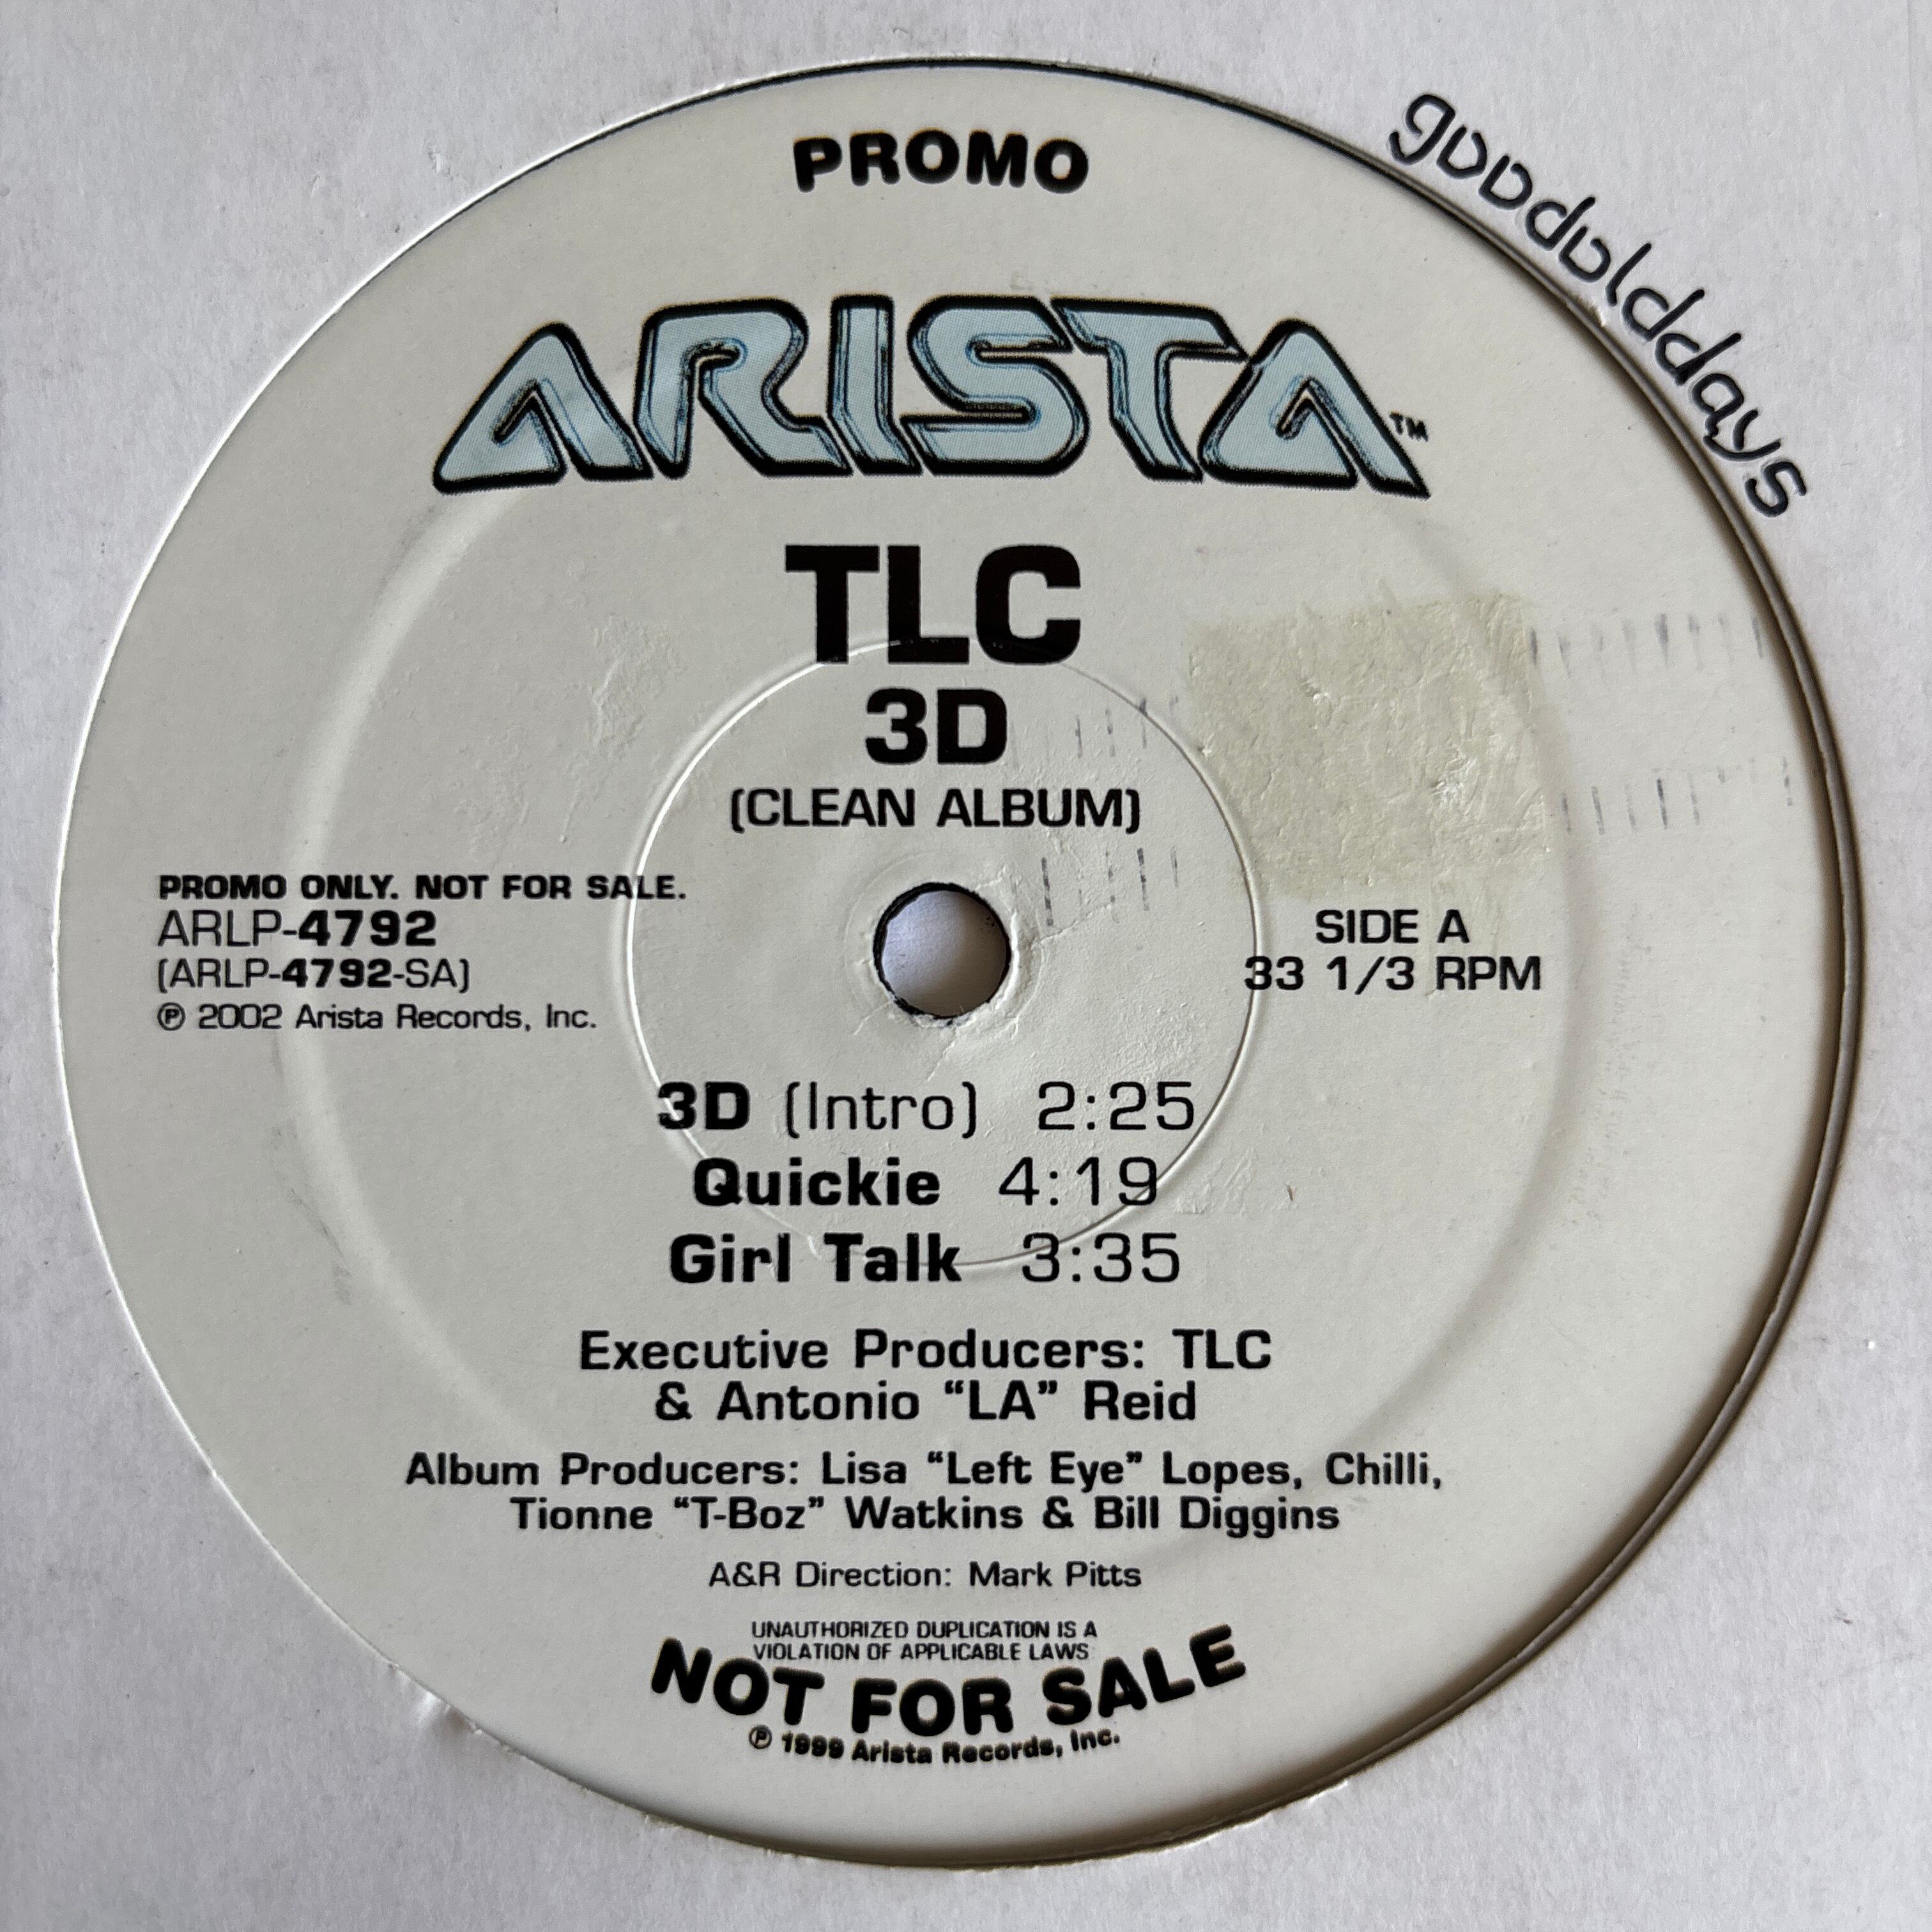 PROMO
goodolddays
ARISTA™
TLC
3D
(CLEAN ALBUM)
PROMO ONLY. NOT FOR SALE.
ARLP-4792
(ARLP-4792-SA)
℗ 2002 Arista Records, Inc.
SIDE A
33 1/3 RPM
3D (Intro) 2:25
Quickie 4:19
Girl Talk 3:35
Executive Producers: TLC
& Antonio “LA” Reid
Album Producers: Lisa “Left Eye” Lopes, Chilli,
Tionne “T-Boz” Watkins & Bill Diggins
A&R Direction: Mark Pitts
UNAUTHORIZED DUPLICATION IS A
VIOLATION OF APPLICABLE LAWS
NOT FOR SALE
℗ 1999 Arista Records, Inc.